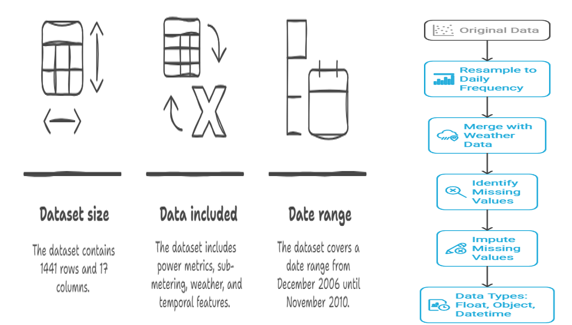 Dataset size
The dataset contains
1441 rows and 17
columns.
Data included
The dataset includes
power metrics, sub-
metering, weather, and
temporal features.
Date range
The dataset covers a
date range from
December 2006 until
November 2010.
Original Data
Resample to
Daily
Frequency
Merge with
Weather
Data
Identify
Missing
Values
Impute
Missing
Values
Data Types:
Float, Object,
Datetime